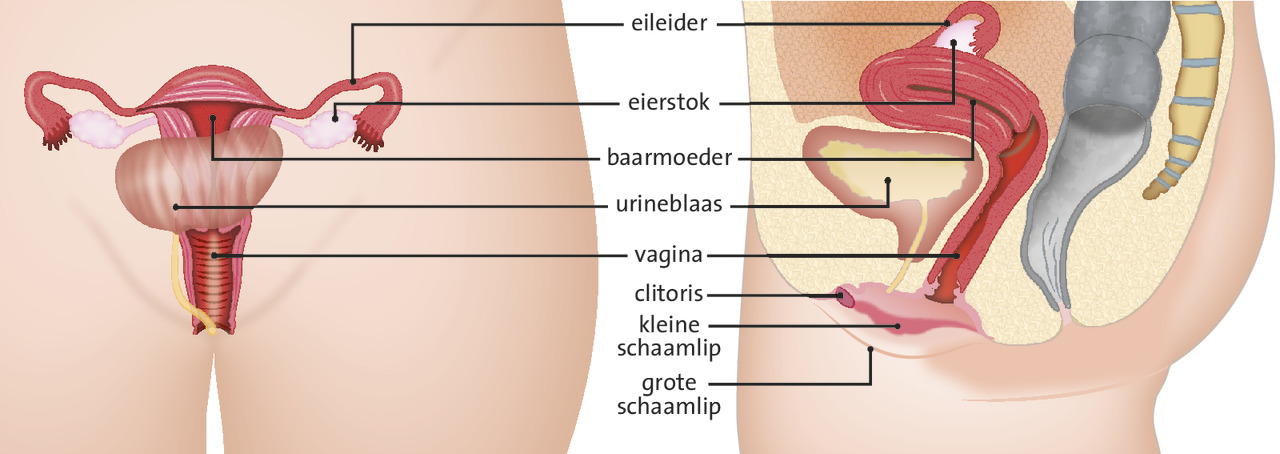 eileider
eierstok
baarmoeder
urineblaas
vagina
clitoris
kleine
schaamlip
grote
schaamlip